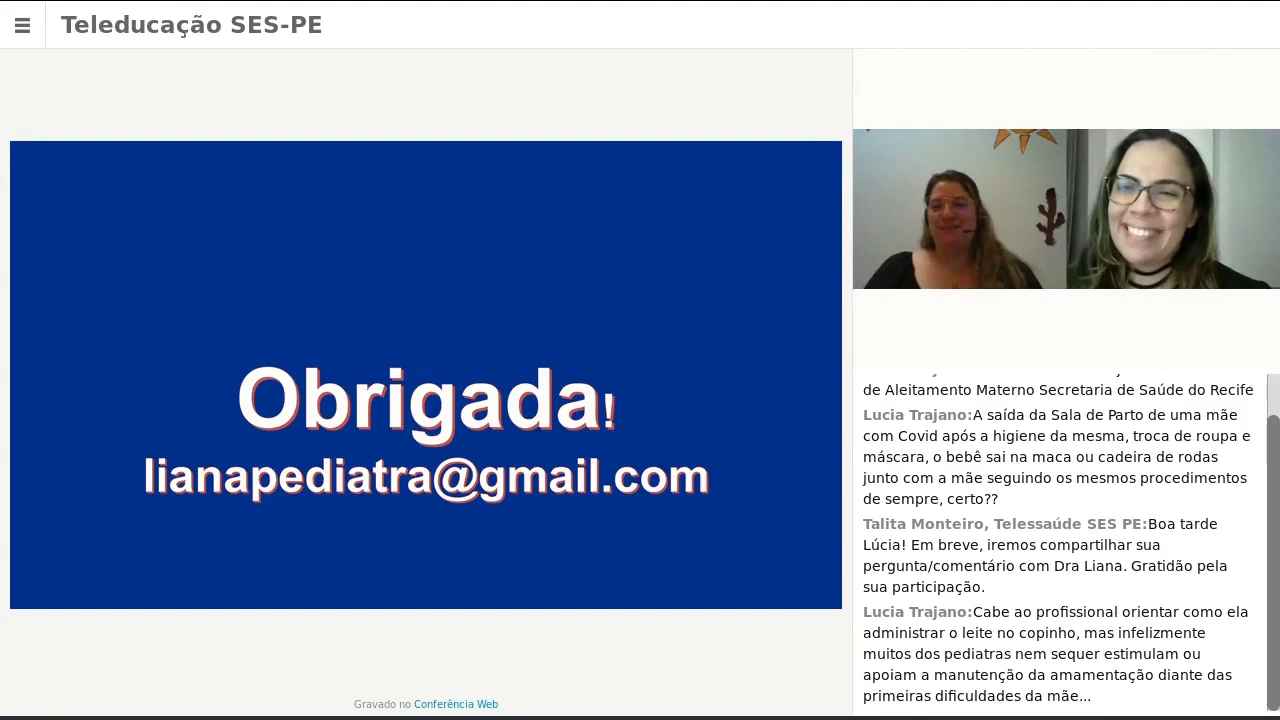 Teleducação SES-PE
Obrigada!
lianapediatra@gmail.com
Gravado no Conferência Web
de Aleitamento Materno Secretaria de Saúde do Recife
Lucia Trajano:A saída da Sala de Parto de uma mãe
com Covid após a higiene da mesma, troca de roupa e
máscara, o bebê sai na maca ou cadeira de rodas
junto com a mãe seguindo os mesmos procedimentos
de sempre, certo??
Talita Monteiro, Telessaúde SES PE:Boa tarde
Lúcia! Em breve, iremos compartilhar sua
pergunta/comentário com Dra Liana. Gratidão pela
sua participação.
Lucia Trajano:Cabe ao profissional orientar como ela
administrar o leite no copinho, mas infelizmente
muitos dos pediatras nem sequer estimulam ou
apoiam a manutenção da amamentação diante das
primeiras dificuldades da mãe...